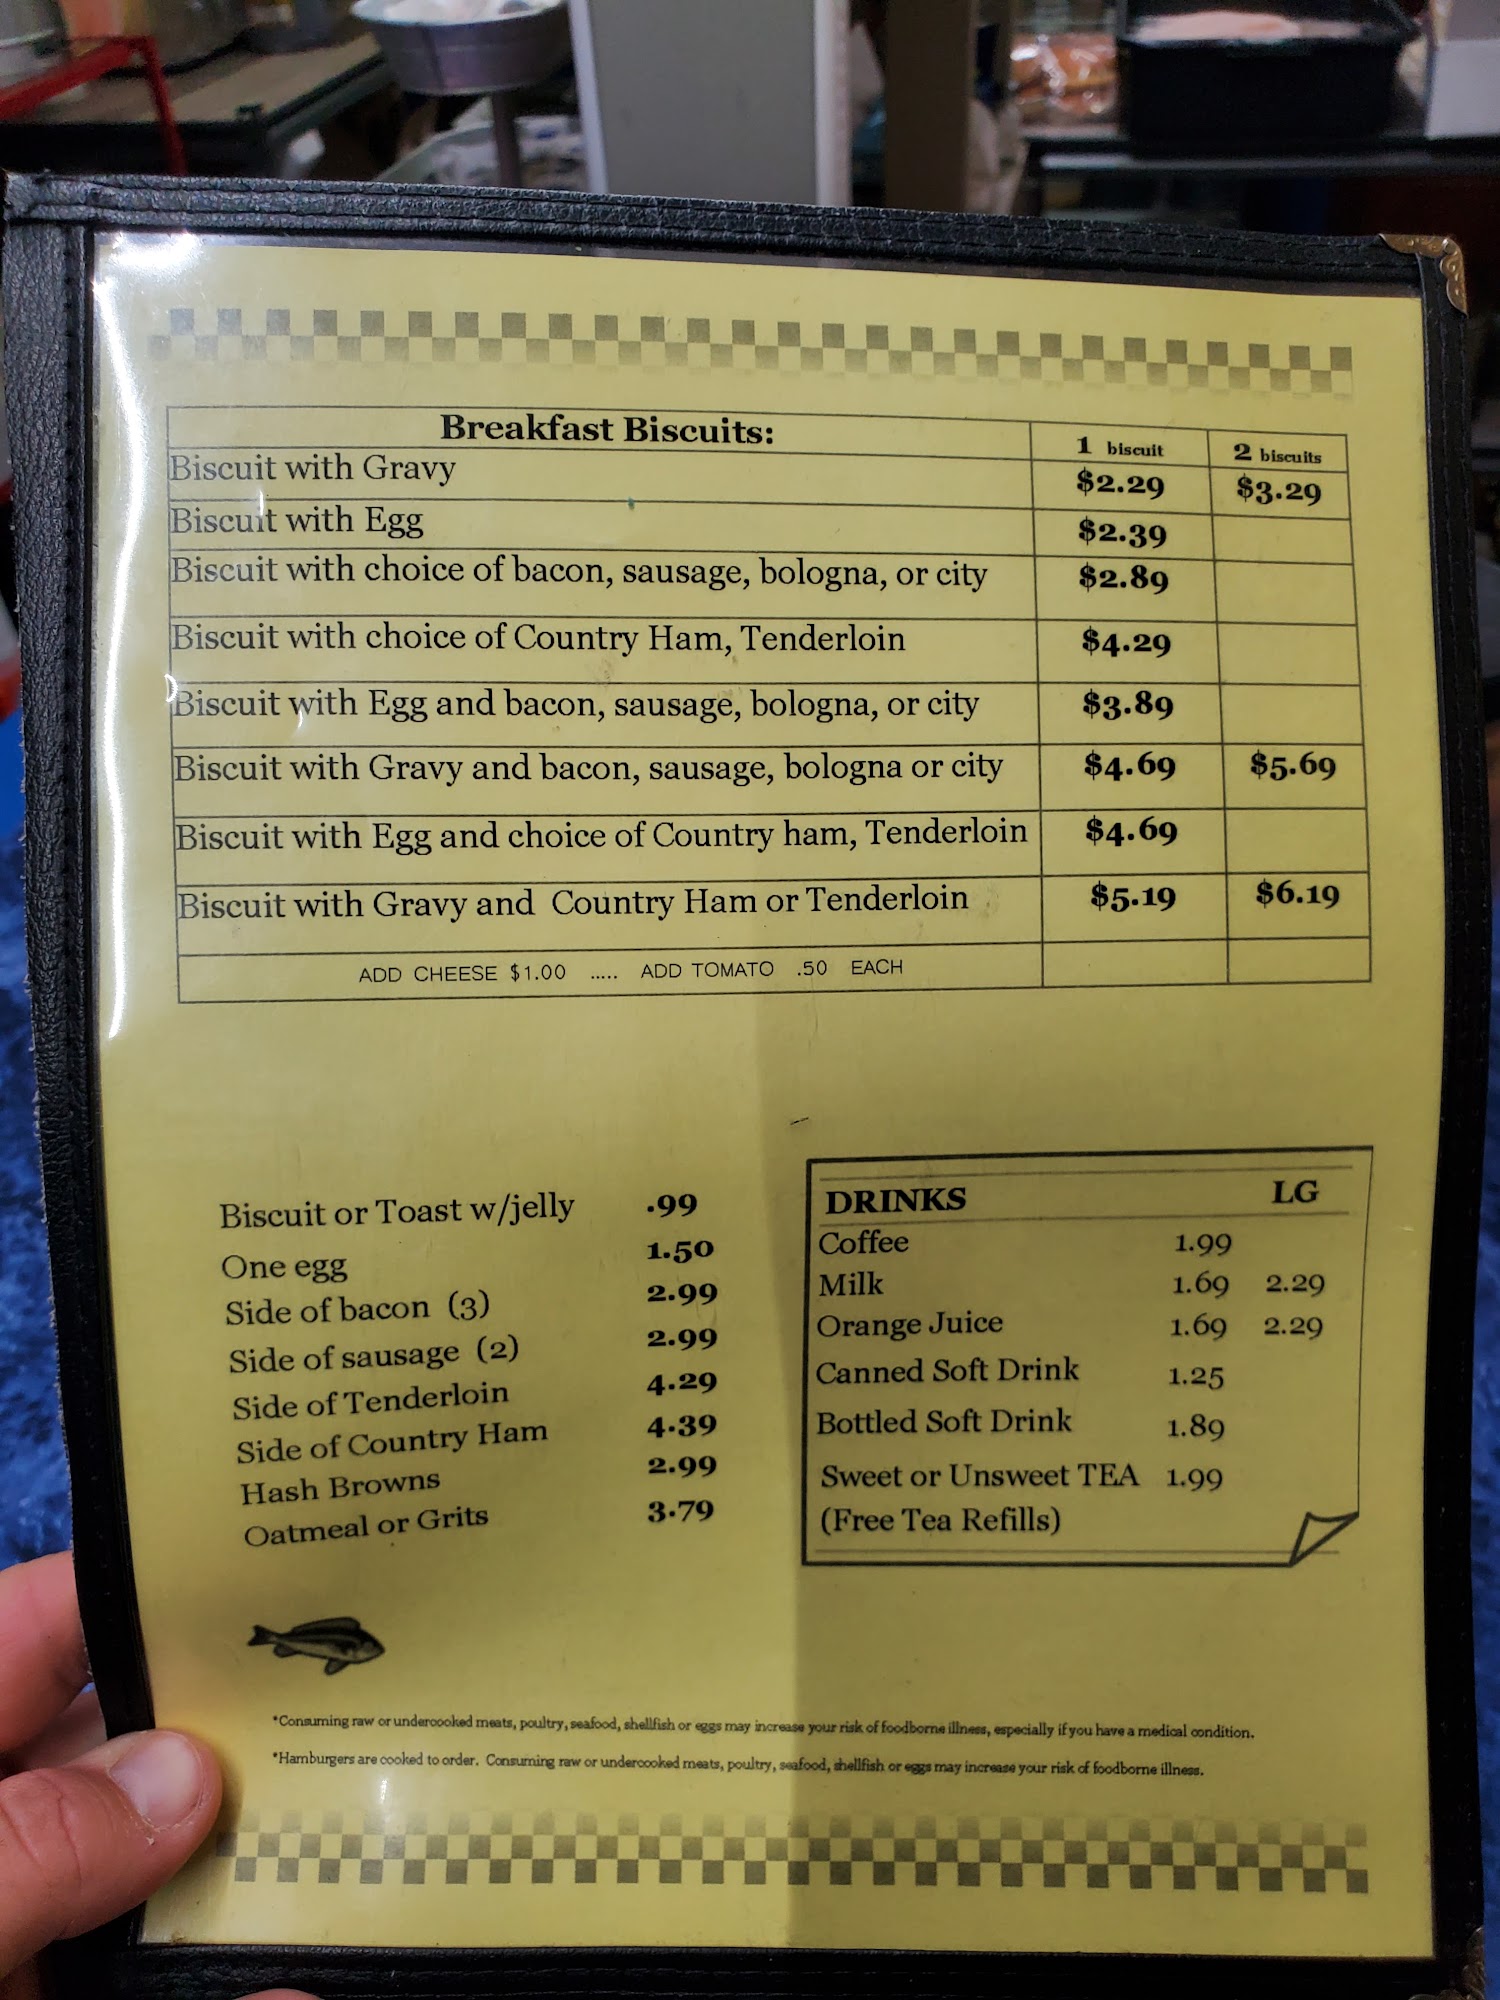 Breakfast Biscuits: 1 biscuit 2 biscuits
Biscuit with Gravy $2.29 $3.29
Biscuit with Egg $2.39
Biscuit with choice of bacon, sausage, bologna, or city $2.89
Biscuit with choice of Country Ham, Tenderloin $4.29
Biscuit with Egg and bacon, sausage, bologna, or city $3.89
Biscuit with Gravy and bacon, sausage, bologna or city $4.69 $5.69
Biscuit with Egg and choice of Country ham, Tenderloin $4.69
Biscuit with Gravy and Country Ham or Tenderloin $5.19 $6.19
ADD CHEESE $1.00 ..... ADD TOMATO .50 EACH
Biscuit or Toast w/jelly .99
One egg 1.50
Side of bacon (3) 2.99
Side of sausage (2) 2.99
Side of Tenderloin 4.29
Side of Country Ham 4.39
Hash Browns 2.99
Oatmeal or Grits 3.79
DRINKS LG
Coffee 1.99
Milk 1.69 2.29
Orange Juice 1.69 2.29
Canned Soft Drink 1.25
Bottled Soft Drink 1.89
Sweet or Unsweet TEA 1.99
(Free Tea Refills)
*Consuming raw or undercooked meats, poultry, seafood, shellfish or eggs may increase your risk of foodborne illness, especially if you have a medical condition.
*Hamburgers are cooked to order. Consuming raw or undercooked meats, poultry, seafood, shellfish or eggs may increase your risk of foodborne illness.